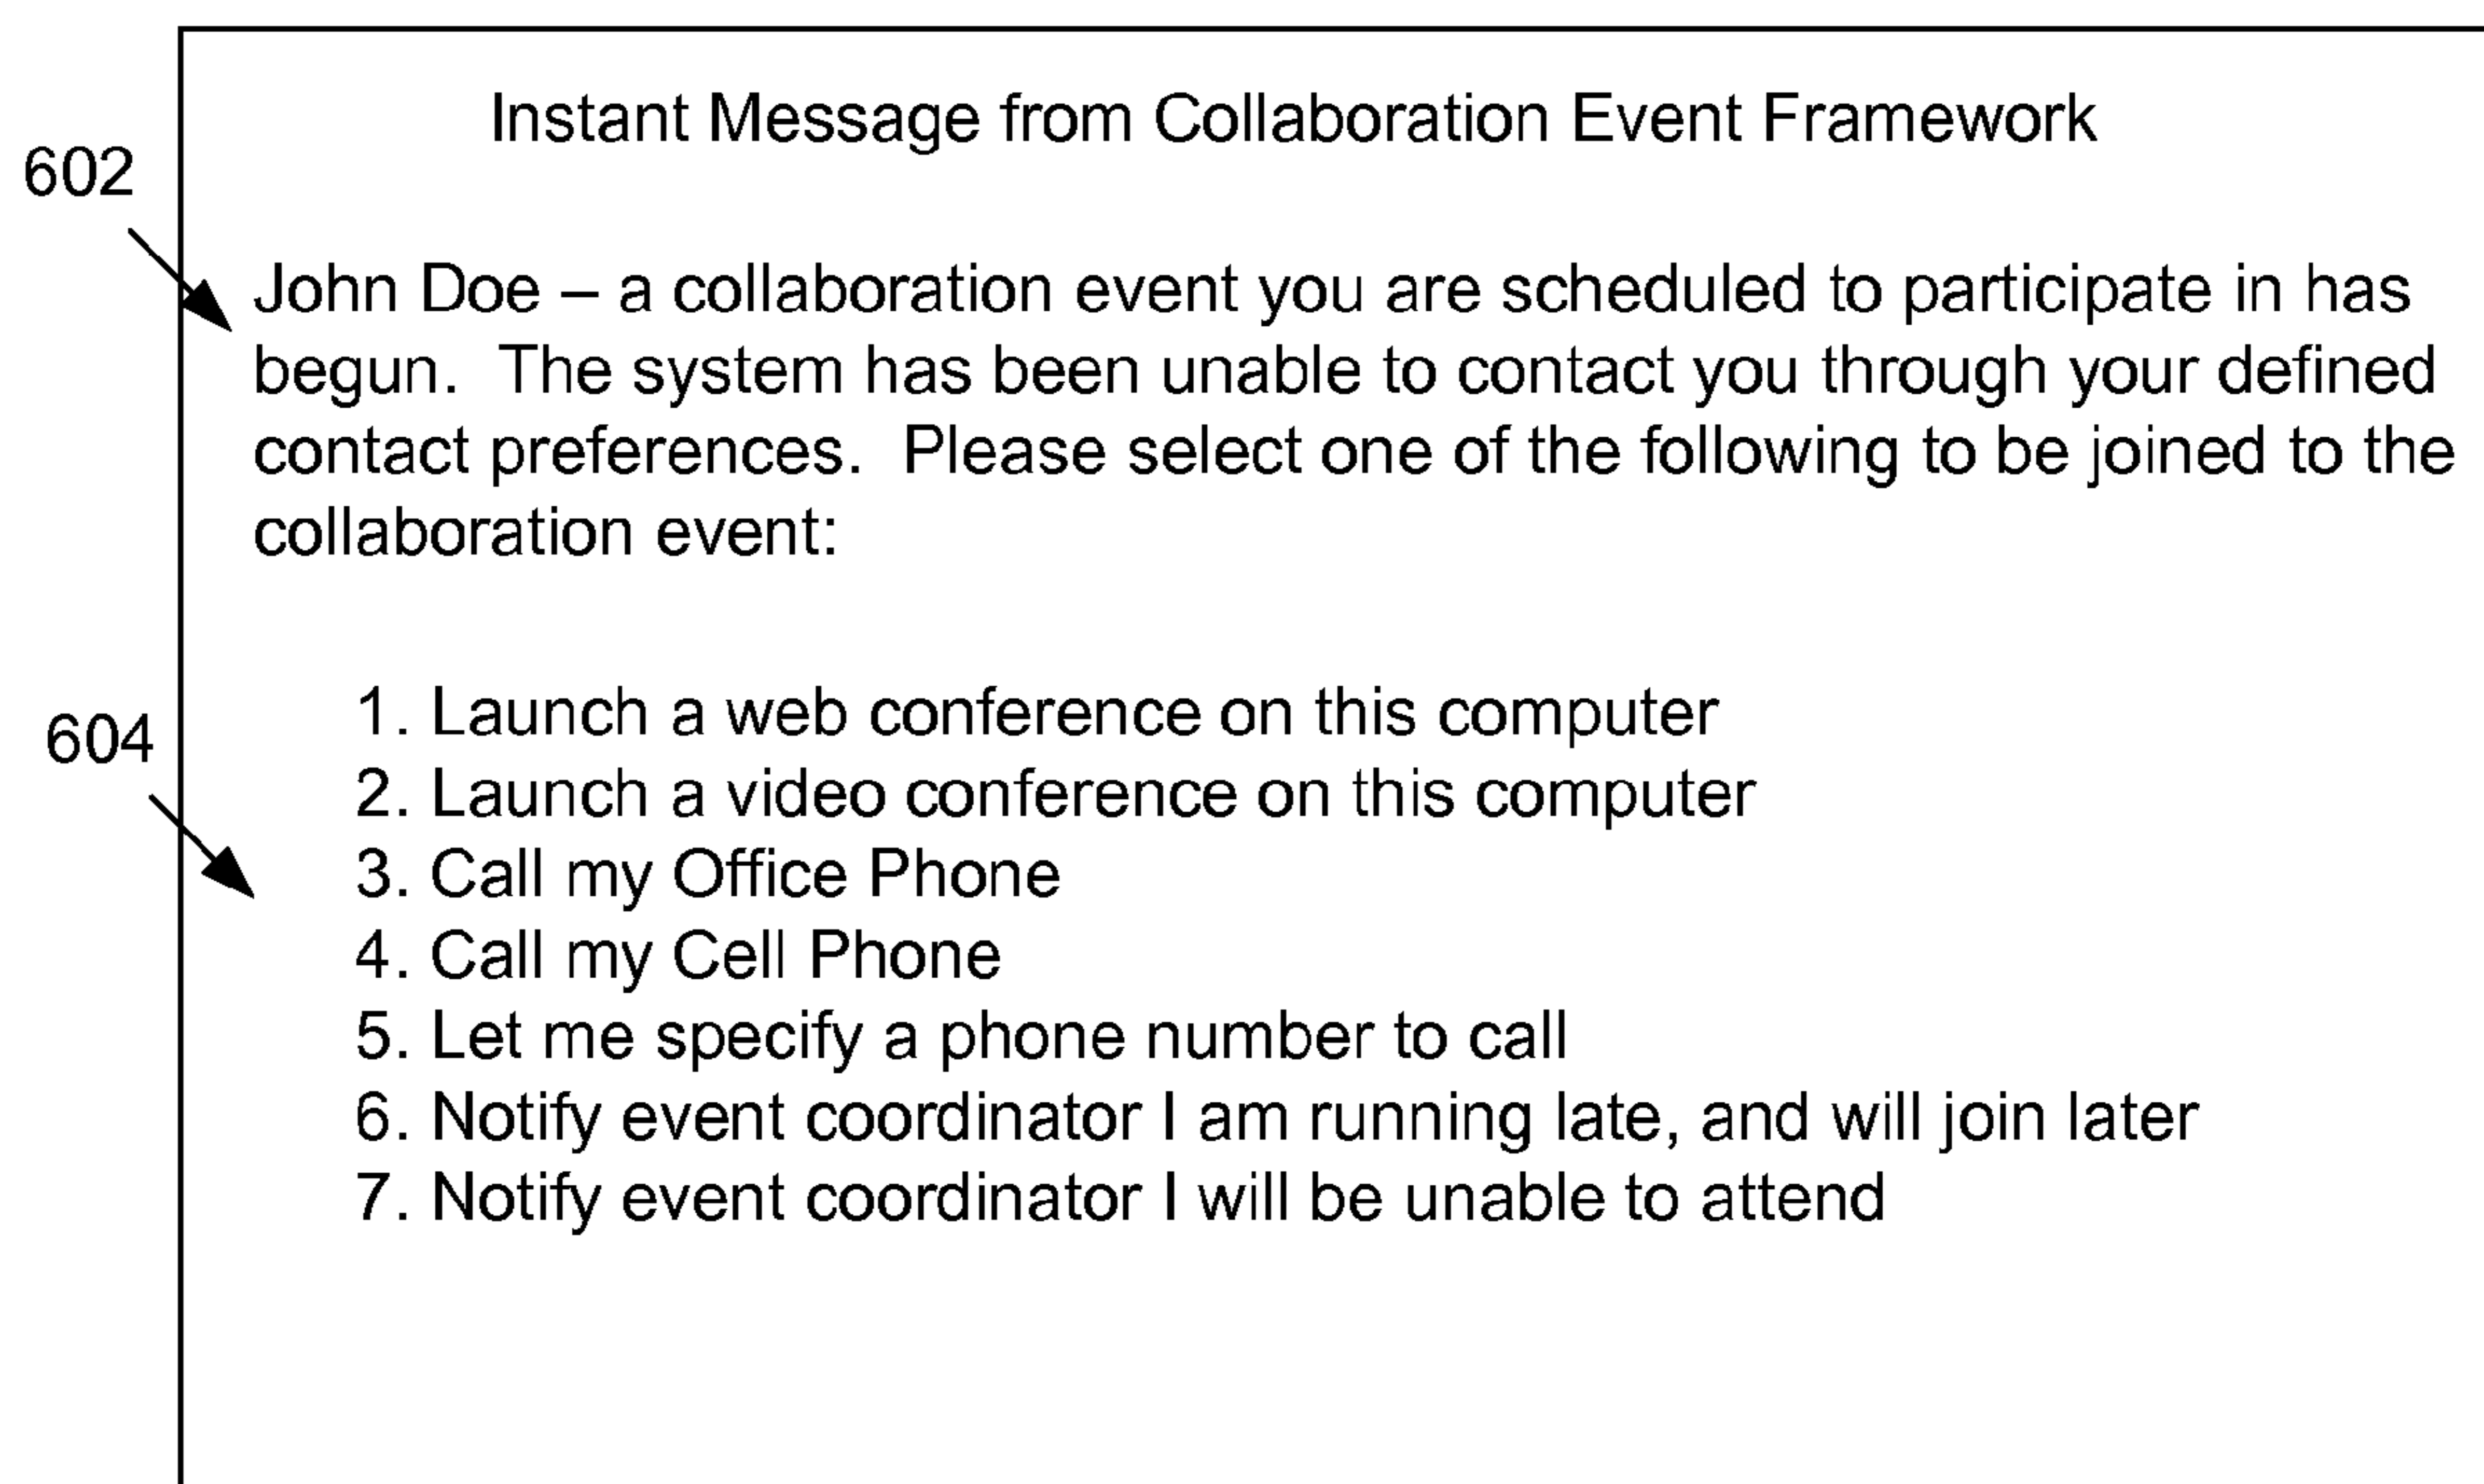 Instant Message from Collaboration Event Framework
602
John Doe – a collaboration event you are scheduled to participate in has
begun.  The system has been unable to contact you through your defined
contact preferences.  Please select one of the following to be joined to the
collaboration event:
604
1. Launch a web conference on this computer
2. Launch a video conference on this computer
3. Call my Office Phone
4. Call my Cell Phone
5. Let me specify a phone number to call
6. Notify event coordinator I am running late, and will join later
7. Notify event coordinator I will be unable to attend